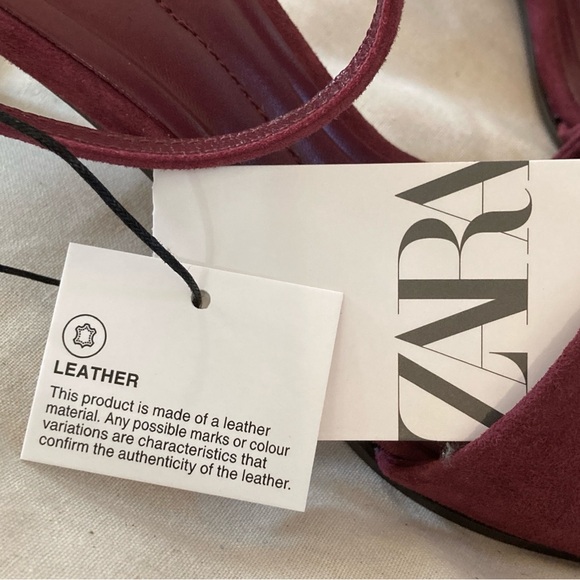 ZARA
LEATHER
This product is made of a leather
material. Any possible marks or colour
variations are characteristics that
confirm the authenticity of the leather.